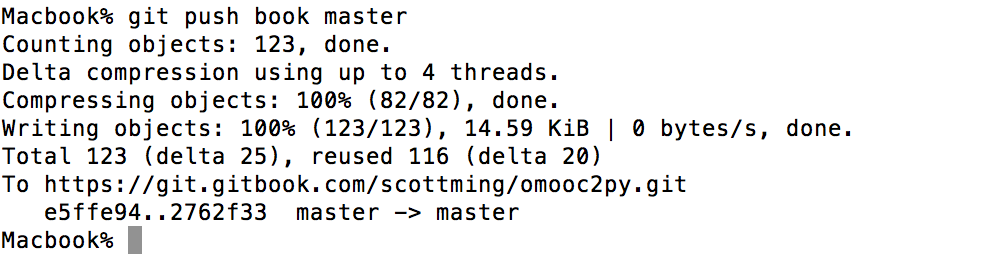 Macbook% git push book master
Counting objects: 123, done.
Delta compression using up to 4 threads.
Compressing objects: 100% (82/82), done.
Writing objects: 100% (123/123), 14.59 KiB | 0 bytes/s, done.
Total 123 (delta 25), reused 116 (delta 20)
To https://git.gitbook.com/scottming/omooc2py.git
   e5ffe94..2762f33  master -> master
Macbook%